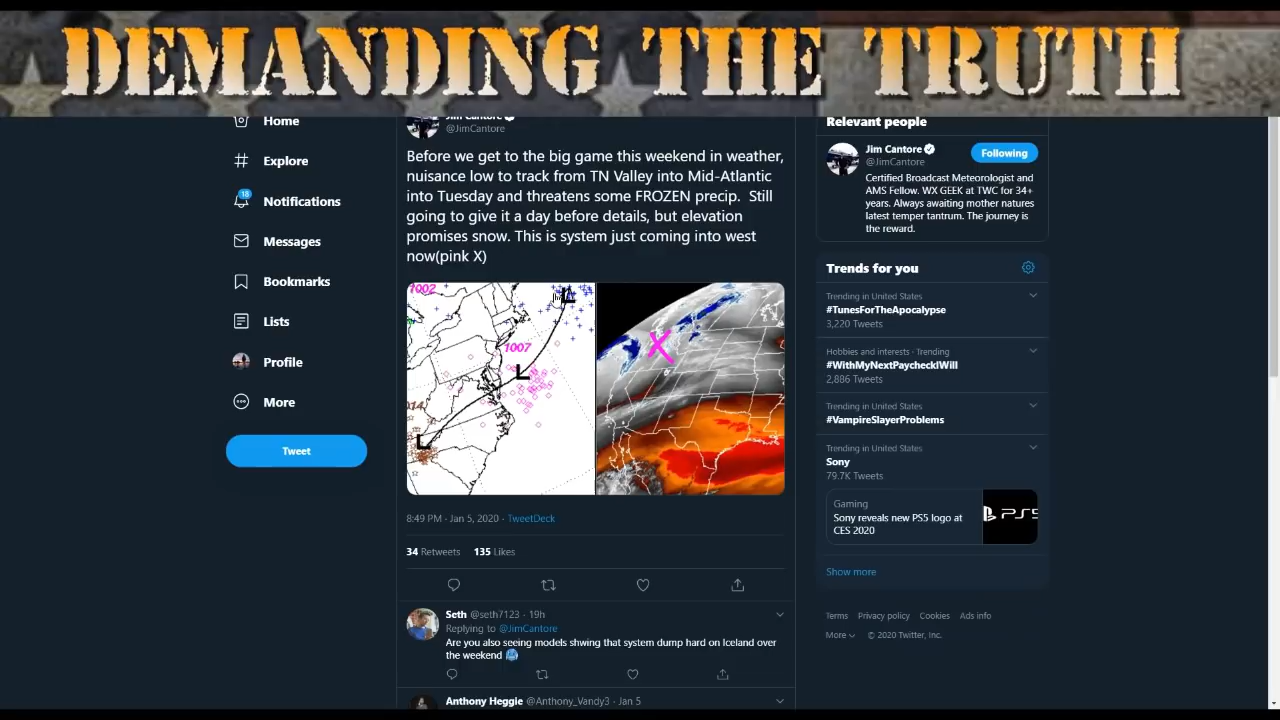 DEMANDING THE TRUTH
Home
Explore
18
Notifications
Messages
Bookmarks
Lists
Profile
More
Tweet
Jim Cantore
@JimCantore
Before we get to the big game this weekend in weather,
nuisance low to track from TN Valley into Mid-Atlantic
into Tuesday and threatens some FROZEN precip. Still
going to give it a day before details, but elevation
promises snow. This is system just coming into west
now(pink X)
1002
L
1007
L
014
L
X
8:49 PM · Jan 5, 2020 · TweetDeck
34 Retweets 135 Likes
Seth @seth7123 · 19h
Replying to @JimCantore
Are you also seeing models shwing that system dump hard on Iceland over
the weekend
Anthony Heggie @Anthony_Vandy3 · Jan 5
Relevant people
Jim Cantore
@JimCantore
Following
Certified Broadcast Meteorologist and
AMS Fellow. WX GEEK at TWC for 34+
years. Always awaiting mother natures
latest temper tantrum. The journey is
the reward.
Trends for you
Trending in United States
#TunesForTheApocalypse
3,220 Tweets
Hobbies and interests · Trending
#WithMyNextPaycheckIWill
2,886 Tweets
Trending in United States
#VampireSlayerProblems
Trending in United States
Sony
79.7K Tweets
Gaming
Sony reveals new PS5 logo at
CES 2020
PS5
Show more
Terms Privacy policy Cookies Ads info
More © 2020 Twitter, Inc.